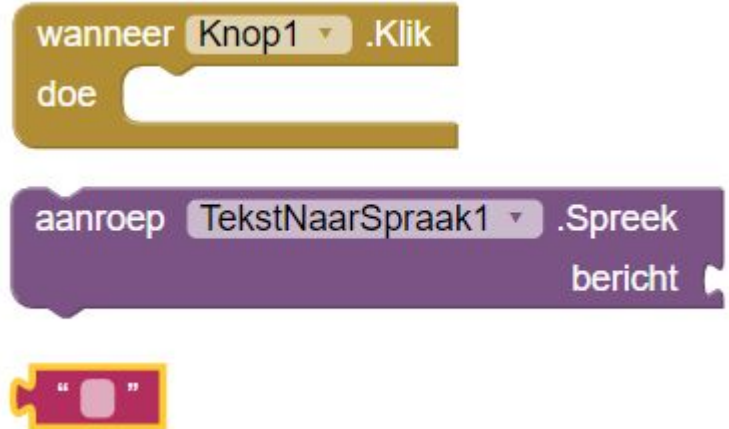 wanneer Knop1 .Klik
doe
aanroep TekstNaarSpraak1 .Spreek
bericht
“ ”